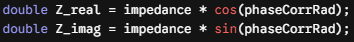 double Z_real = impedance * cos(phaseCorrRad);
double Z_imag = impedance * sin(phaseCorrRad);